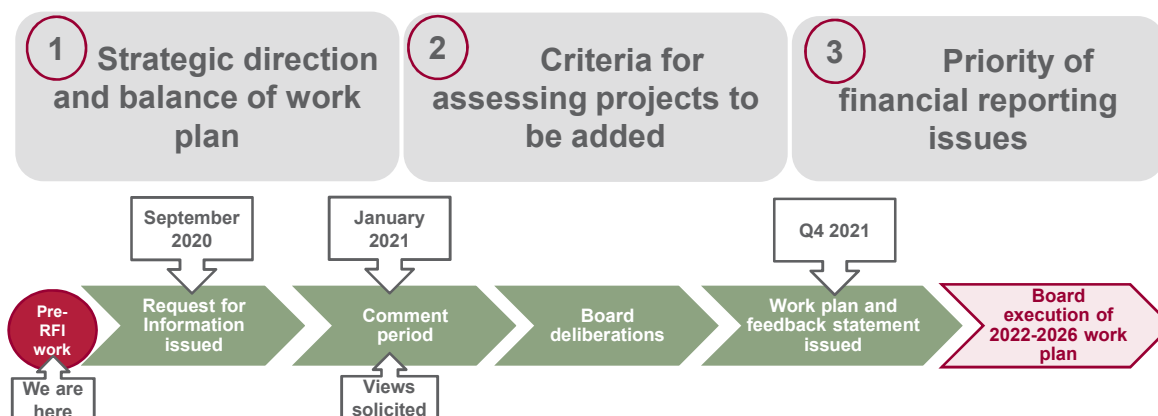 1
Strategic direction
and balance of work
plan
2
Criteria for
assessing projects to
be added
3
Priority of
financial reporting
issues
September
2020
January
2021
Q4 2021
Pre-
RFI
work
Request for
Information
issued
Comment
period
Board
deliberations
Work plan and
feedback statement
issued
Board
execution of
2022-2026 work
plan
We are
here
Views
solicited